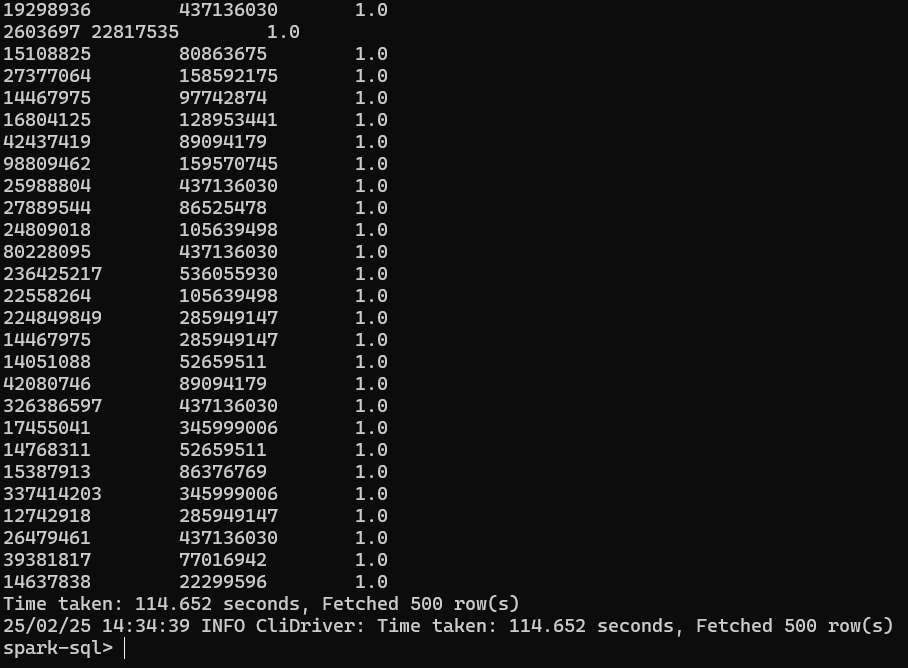 19298936 437136030 1.0
2603697 22817535 1.0
15108825 80863675 1.0
27377064 158592175 1.0
14467975 97742874 1.0
16804125 128953441 1.0
42437419 89094179 1.0
98809462 159570745 1.0
25988804 437136030 1.0
27889544 86525478 1.0
24809018 105639498 1.0
80228095 437136030 1.0
236425217 536055930 1.0
22558264 105639498 1.0
224849849 285949147 1.0
14467975 285949147 1.0
14051088 52659511 1.0
42080746 89094179 1.0
326386597 437136030 1.0
17455041 345999006 1.0
14768311 52659511 1.0
15387913 86376769 1.0
337414203 345999006 1.0
12742918 285949147 1.0
26479461 437136030 1.0
39381817 77016942 1.0
14637838 22299596 1.0
Time taken: 114.652 seconds, Fetched 500 row(s)
25/02/25 14:34:39 INFO CliDriver: Time taken: 114.652 seconds, Fetched 500 row(s)
spark-sql>